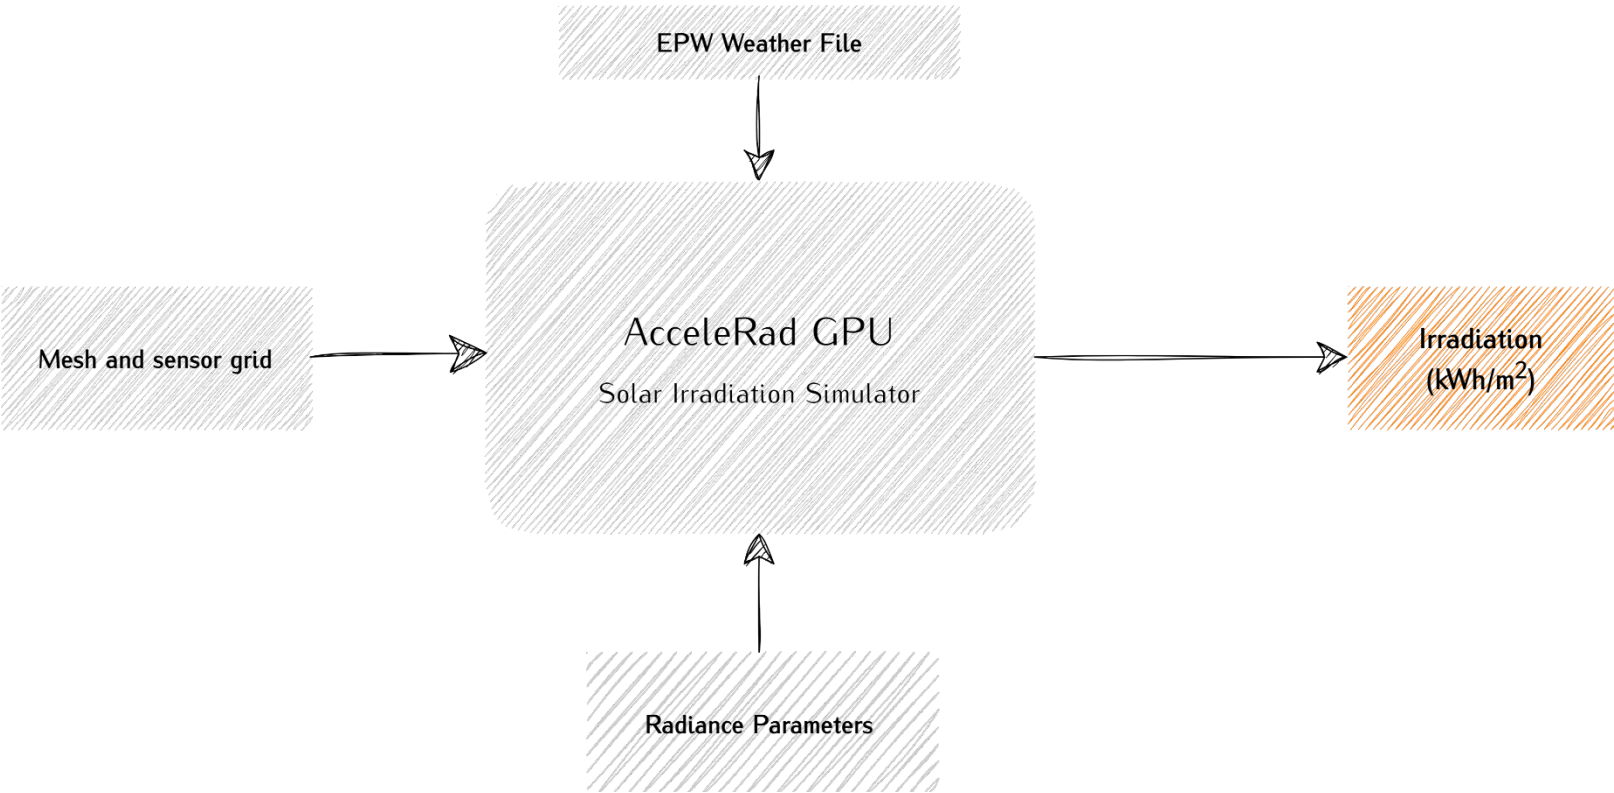 EPW Weather File
Mesh and sensor grid
AcceleRad GPU
Solar Irradiation Simulator
Irradiation
(kWh/m²)
Radiance Parameters